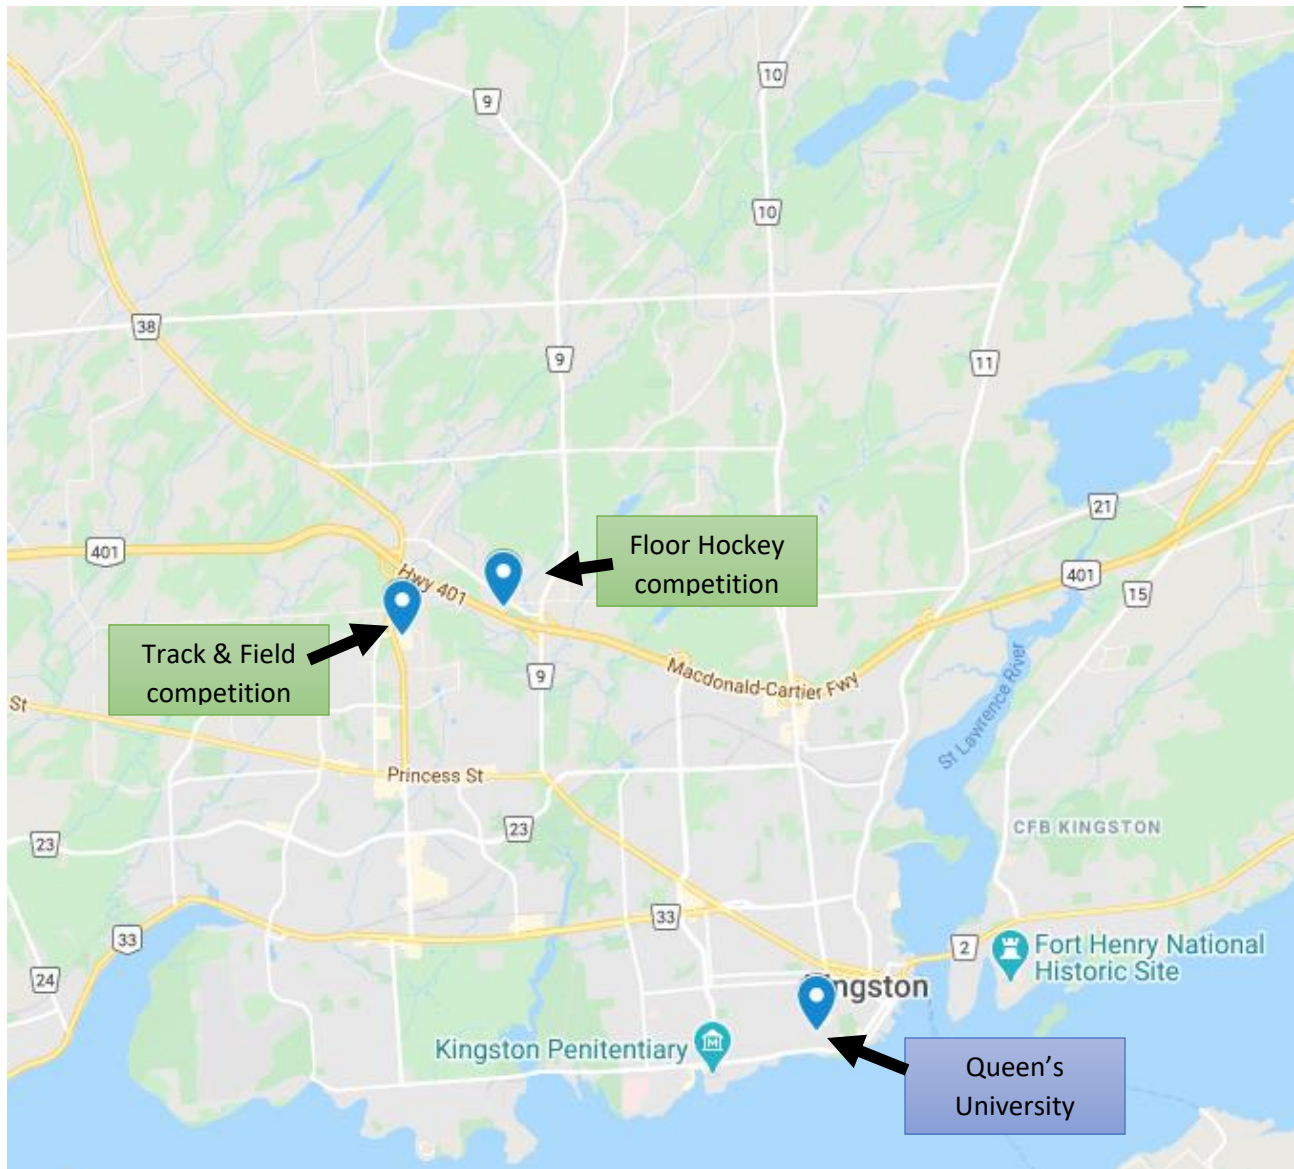 9
10
10
38
9
11
21
401
Floor Hockey
competition
401
Hwy 401
15
Track & Field
competition
9
Macdonald-Cartier Fwy
St Lawrence River
St
Princess St
23
23
CFB KINGSTON
33
33
2
Fort Henry National
Historic Site
24
ngston
Kingston Penitentiary
Queen's
University